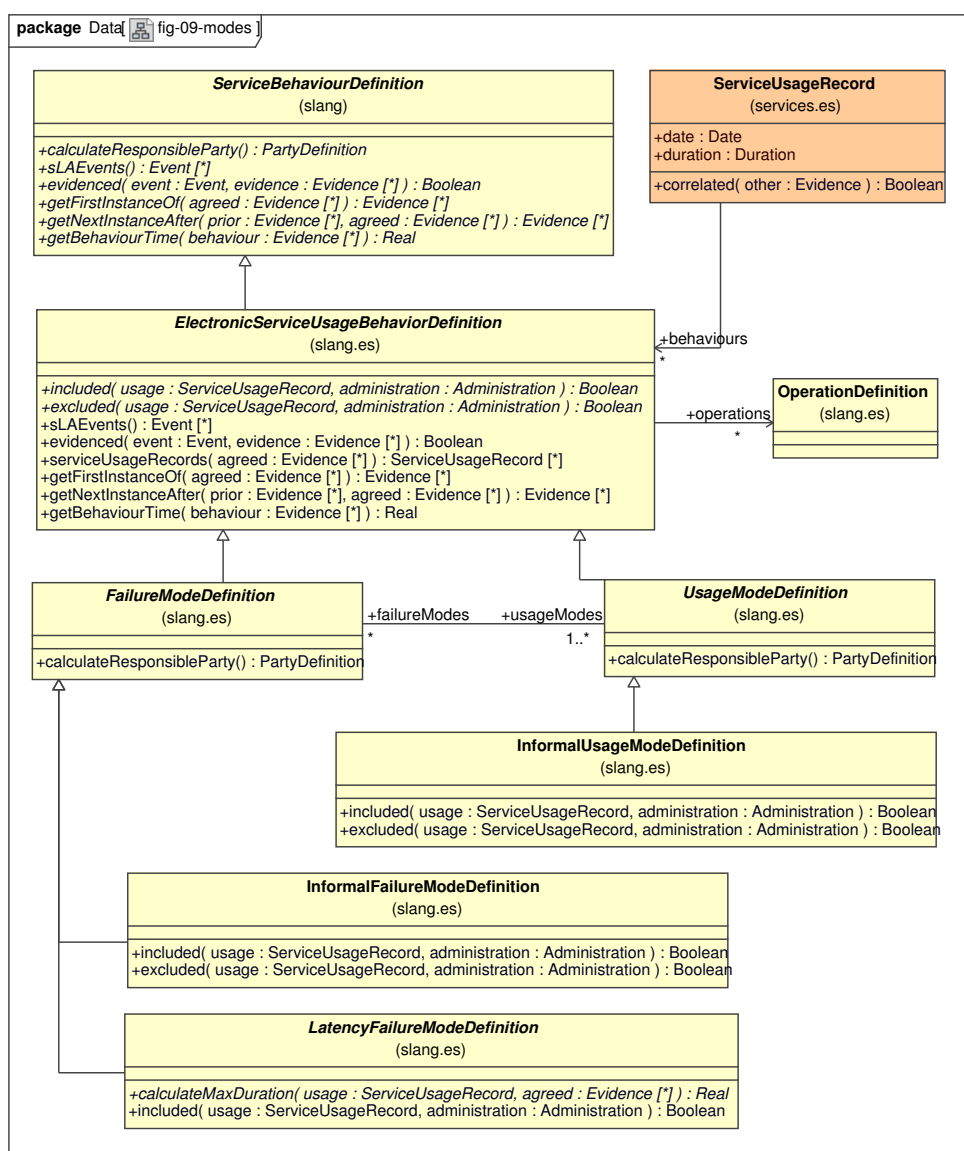 package Data[ fig-09-modes ]
ServiceBehaviourDefinition
(slang)
+calculateResponsibleParty() : PartyDefinition
+sLAEvents() : Event [*]
+evidenced( event : Event, evidence : Evidence [*] ) : Boolean
+getFirstInstanceOf( agreed : Evidence [*] ) : Evidence [*]
+getNextInstanceAfter( prior : Evidence [*], agreed : Evidence [*] ) : Evidence [*]
+getBehaviourTime( behaviour : Evidence [*] ) : Real
ServiceUsageRecord
(services.es)
+date : Date
+duration : Duration
+correlated( other : Evidence ) : Boolean
ElectronicServiceUsageBehaviorDefinition
(slang.es)
+included( usage : ServiceUsageRecord, administration : Administration ) : Boolean
+excluded( usage : ServiceUsageRecord, administration : Administration ) : Boolean
+sLAEvents() : Event [*]
+evidenced( event : Event, evidence : Evidence [*] ) : Boolean
+serviceUsageRecords( agreed : Evidence [*] ) : ServiceUsageRecord [*]
+getFirstInstanceOf( agreed : Evidence [*] ) : Evidence [*]
+getNextInstanceAfter( prior : Evidence [*], agreed : Evidence [*] ) : Evidence [*]
+getBehaviourTime( behaviour : Evidence [*] ) : Real
+behaviours
*
+operations
*
OperationDefinition
(slang.es)
FailureModeDefinition
(slang.es)
+calculateResponsibleParty() : PartyDefinition
+failureModes
*
+usageModes
1..*
UsageModeDefinition
(slang.es)
+calculateResponsibleParty() : PartyDefinition
InformalUsageModeDefinition
(slang.es)
+included( usage : ServiceUsageRecord, administration : Administration ) : Boolean
+excluded( usage : ServiceUsageRecord, administration : Administration ) : Boolean
InformalFailureModeDefinition
(slang.es)
+included( usage : ServiceUsageRecord, administration : Administration ) : Boolean
+excluded( usage : ServiceUsageRecord, administration : Administration ) : Boolean
LatencyFailureModeDefinition
(slang.es)
+calculateMaxDuration( usage : ServiceUsageRecord, agreed : Evidence [*] ) : Real
+included( usage : ServiceUsageRecord, administration : Administration ) : Boolean